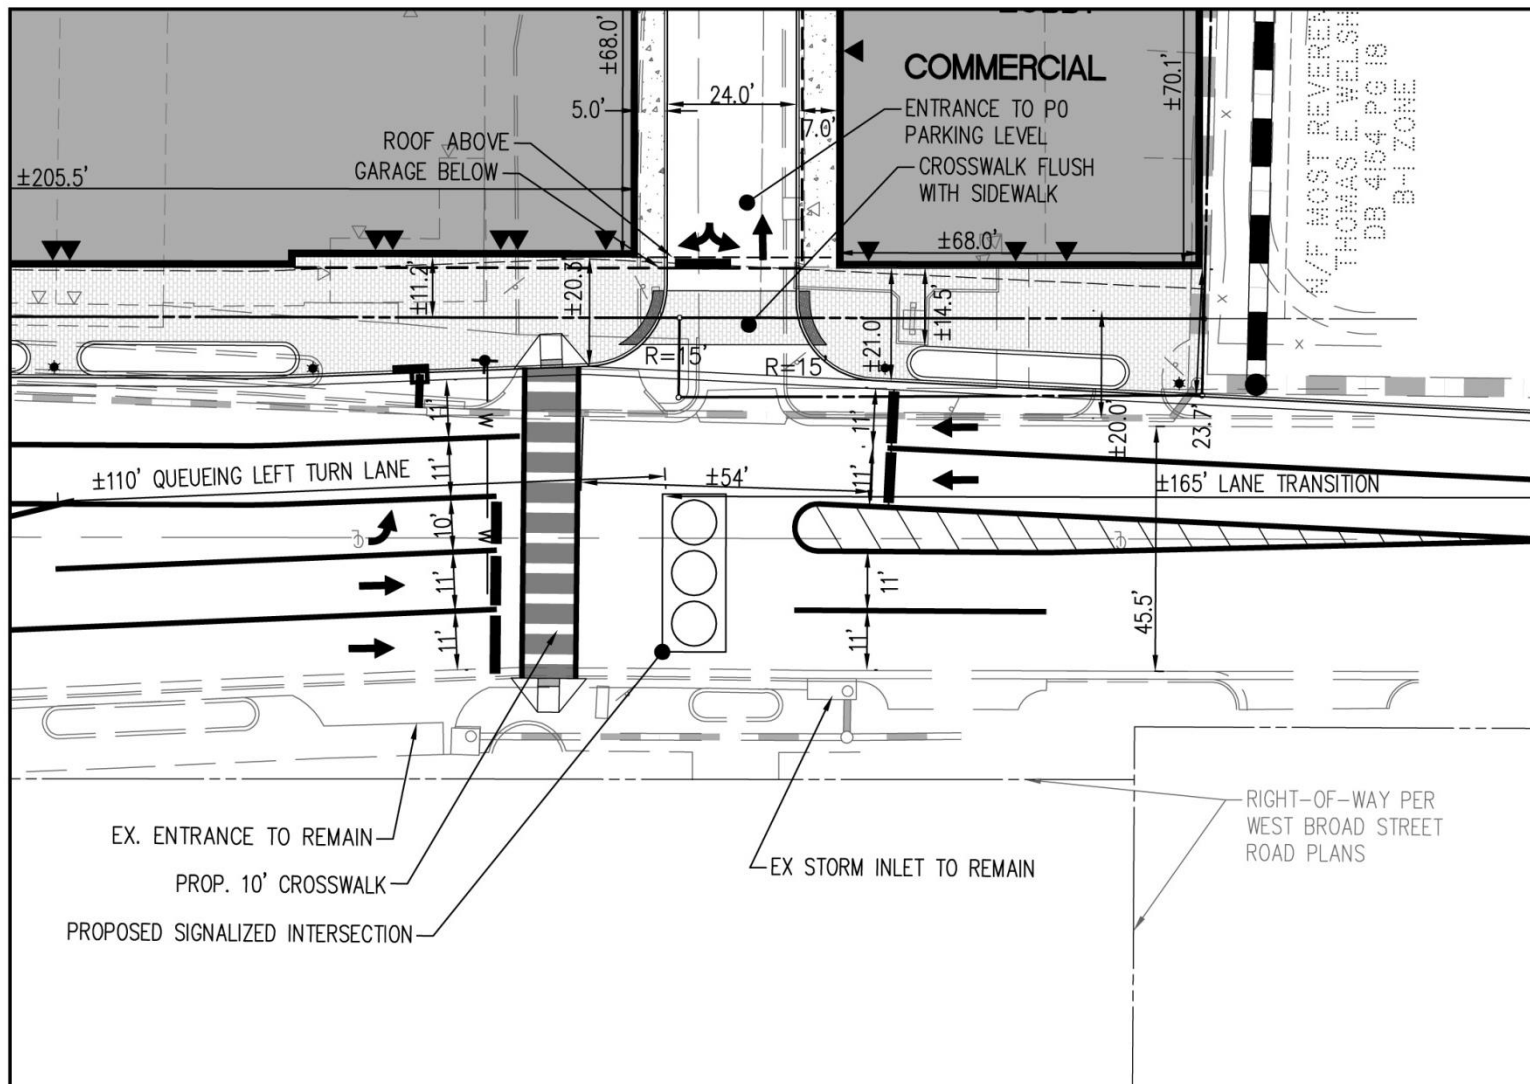 LOBBY
COMMERCIAL
±68.0'
±70.1'
5.0'
24.0'
7.0'
ENTRANCE TO P0
PARKING LEVEL
CROSSWALK FLUSH
WITH SIDEWALK
ROOF ABOVE
GARAGE BELOW
±205.5'
±68.0'
N/F MOST REVEREN
THOMAS E. WELSH
DB 4164 PG 18
B-1 ZONE
±11.2'
±20.3'
±21.0'
±14.5'
R=15'
R=15'
±20.0'
23.7'
11'
11'
W
11'
11'
±110' QUEUEING LEFT TURN LANE
±54'
±165' LANE TRANSITION
10'
W
11'
11'
11'
11'
45.5'
EX. ENTRANCE TO REMAIN
PROP. 10' CROSSWALK
PROPOSED SIGNALIZED INTERSECTION
EX STORM INLET TO REMAIN
RIGHT-OF-WAY PER
WEST BROAD STREET
ROAD PLANS